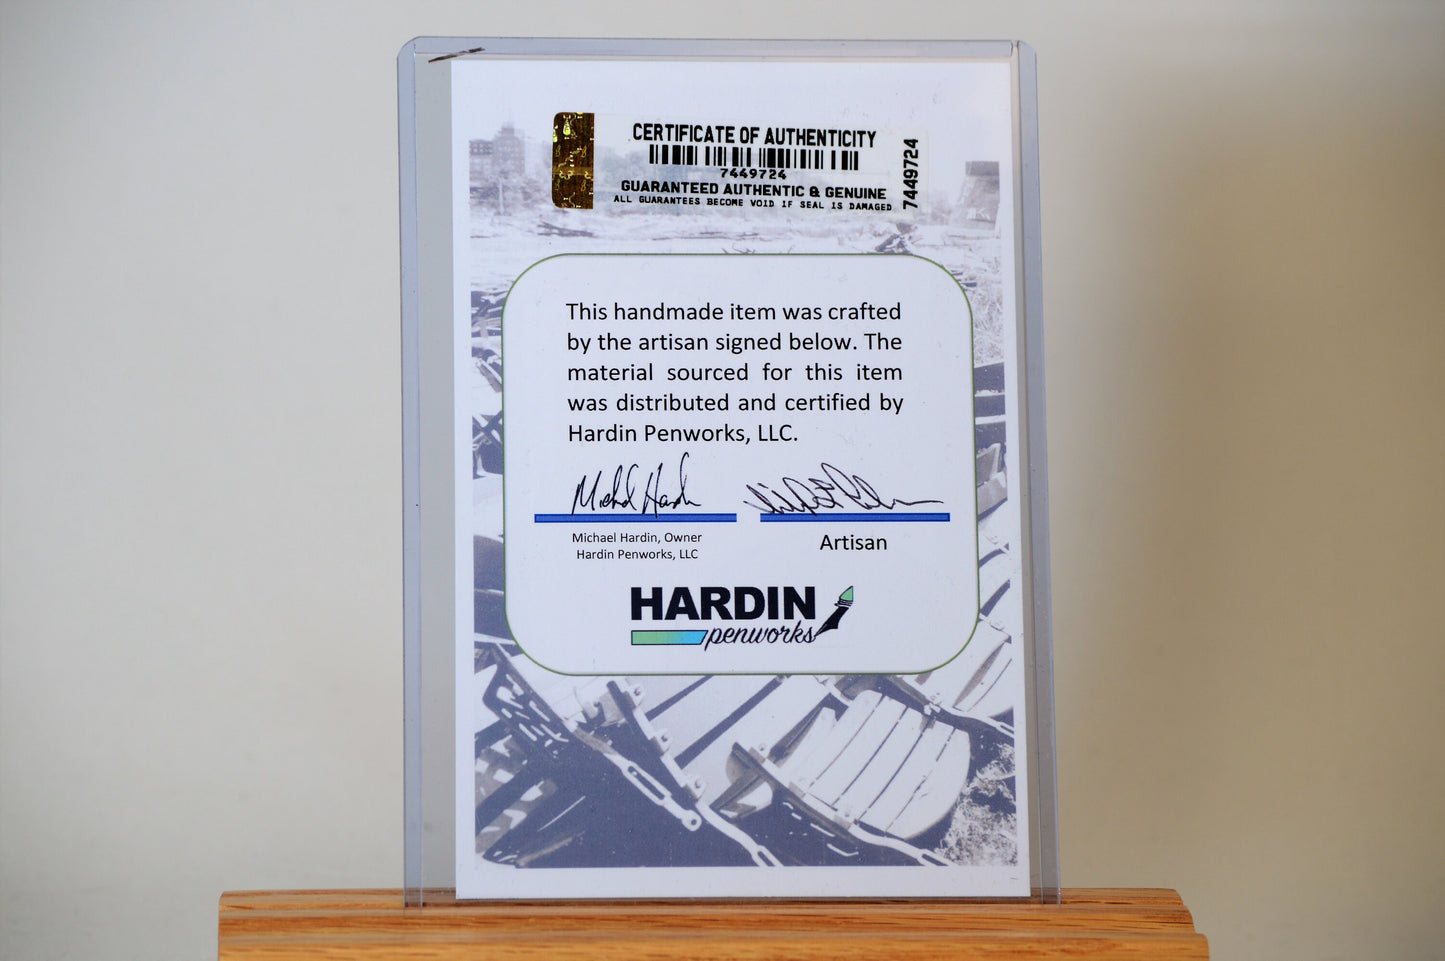 CERTIFICATE OF AUTHENTICITY
7449724
GUARANTEED AUTHENTIC & GENUINE
ALL GUARANTEES BECOME VOID IF SEAL IS DAMAGED
7449724
This handmade item was crafted
by the artisan signed below. The
material sourced for this item
was distributed and certified by
Hardin Penworks, LLC.
Michael Hardin, Owner
Hardin Penworks, LLC
Artisan
HARDIN
penworks